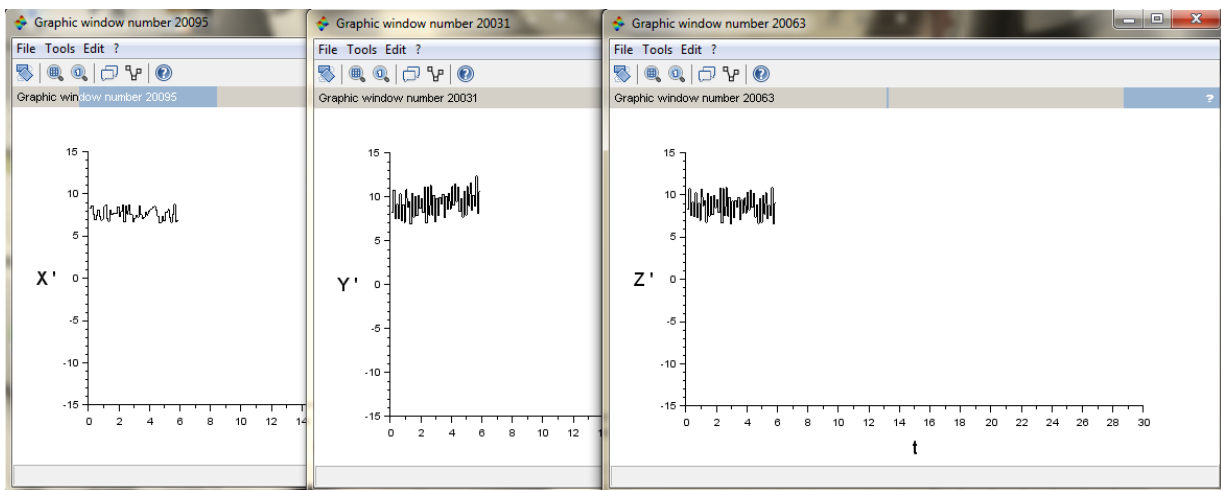 Graphic window number 20095
File Tools Edit ?
Graphic window number 20095
15
10
5
X' 0
-5
-10
-15
0 2 4 6 8 10 12 14
Graphic window number 20031
File Tools Edit ?
Graphic window number 20031
15
10
5
Y' 0
-5
-10
-15
0 2 4 6 8 10 12
Graphic window number 20063
File Tools Edit ?
Graphic window number 20063 ?
15
10
5
Z' 0
-5
-10
-15
0 2 4 6 8 10 12 14 16 18 20 22 24 26 28 30
t